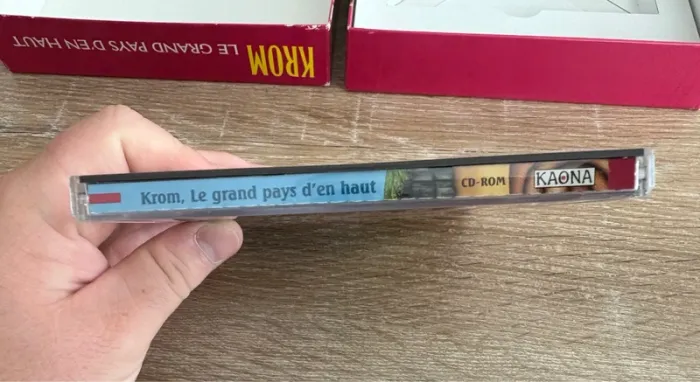 KROM
LE GRAND PAYS D'EN HAUT
Krom, Le grand pays d'en haut
CD-ROM
KAONA